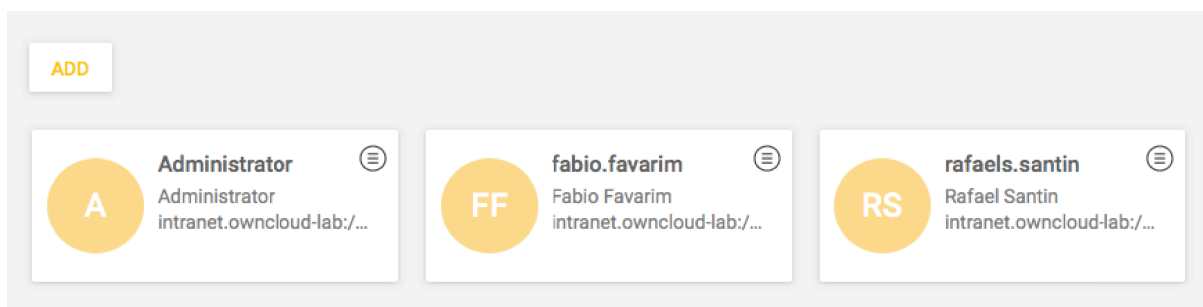 ADD
A
Administrator
Administrator
intranet.owncloud-lab:/...
FF
fabio.favarim
Fabio Favarim
intranet.owncloud-lab:/...
RS
rafaels.santin
Rafael Santin
intranet.owncloud-lab:/...